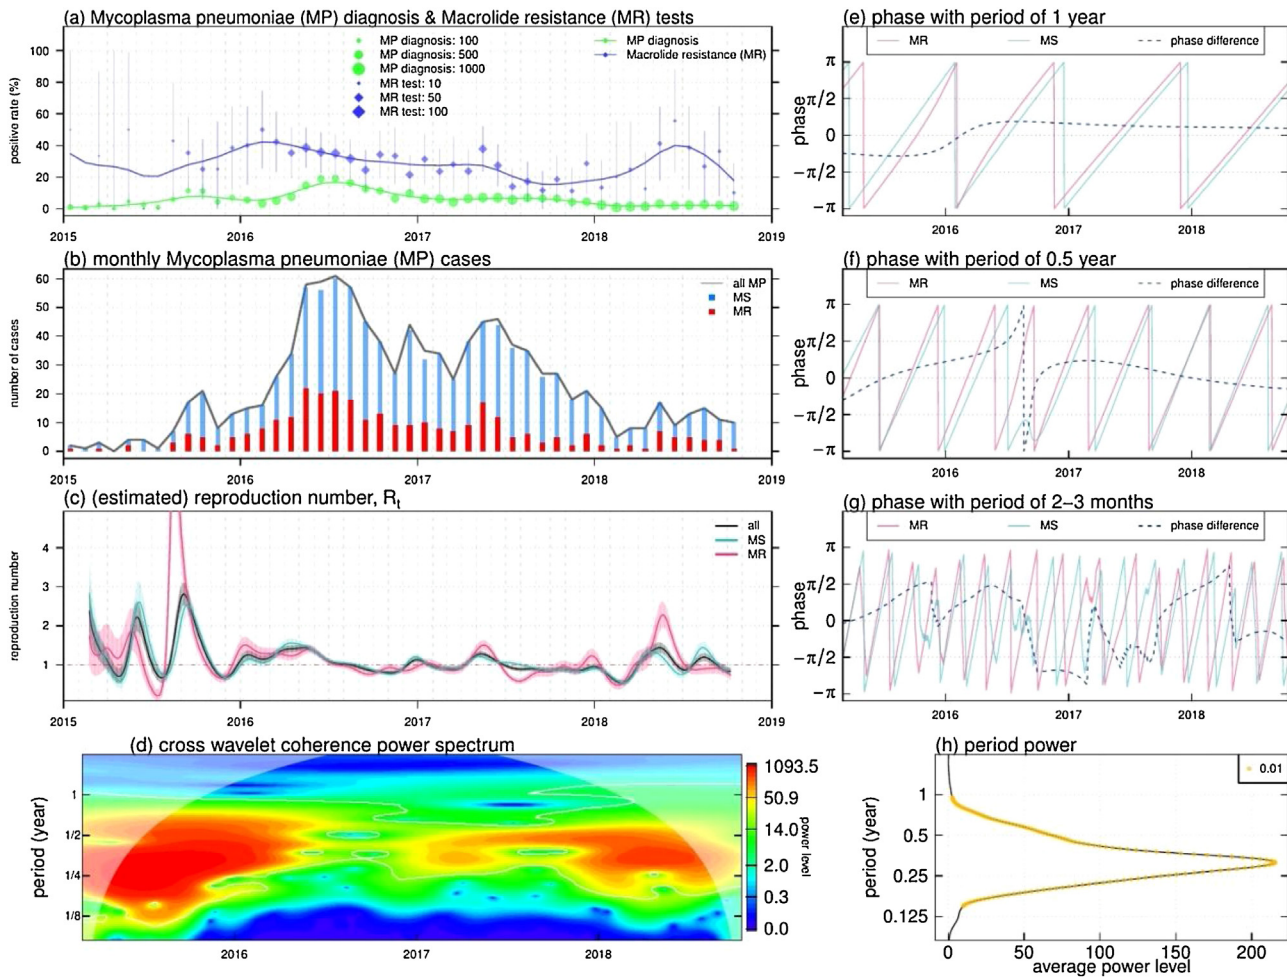 (a) Mycoplasma pneumoniae (MP) diagnosis & Macrolide resistance (MR) tests
MP diagnosis: 100
MP diagnosis: 500
MP diagnosis: 1000
MR test: 10
MR test: 50
MR test: 100
MP diagnosis
Macrolide resistance (MR)
positive rate (%)
100
80
60
40
20
0
2015 2016 2017 2018 2019
(b) monthly Mycoplasma pneumoniae (MP) cases
all MP
MS
MR
number of cases
60
50
40
30
20
10
0
2015 2016 2017 2018 2019
(c) (estimated) reproduction number, Rt
all
MS
MR
reproduction number
4
3
2
1
2015 2016 2017 2018 2019
(d) cross wavelet coherence power spectrum
period (year)
1
1/2
1/4
1/8
2016 2017 2018
1093.5
50.9
14.0
2.0
0.3
0.0
power level
(e) phase with period of 1 year
MR MS phase difference
phase
π
π/2
0
−π/2
−π
2016 2017 2018
(f) phase with period of 0.5 year
MR MS phase difference
phase
π
π/2
0
−π/2
−π
2016 2017 2018
(g) phase with period of 2−3 months
MR MS phase difference
phase
π
π/2
0
−π/2
−π
2016 2017 2018
(h) period power
0.01
period (year)
1
0.5
0.25
0.125
0 50 100 150 200
average power level